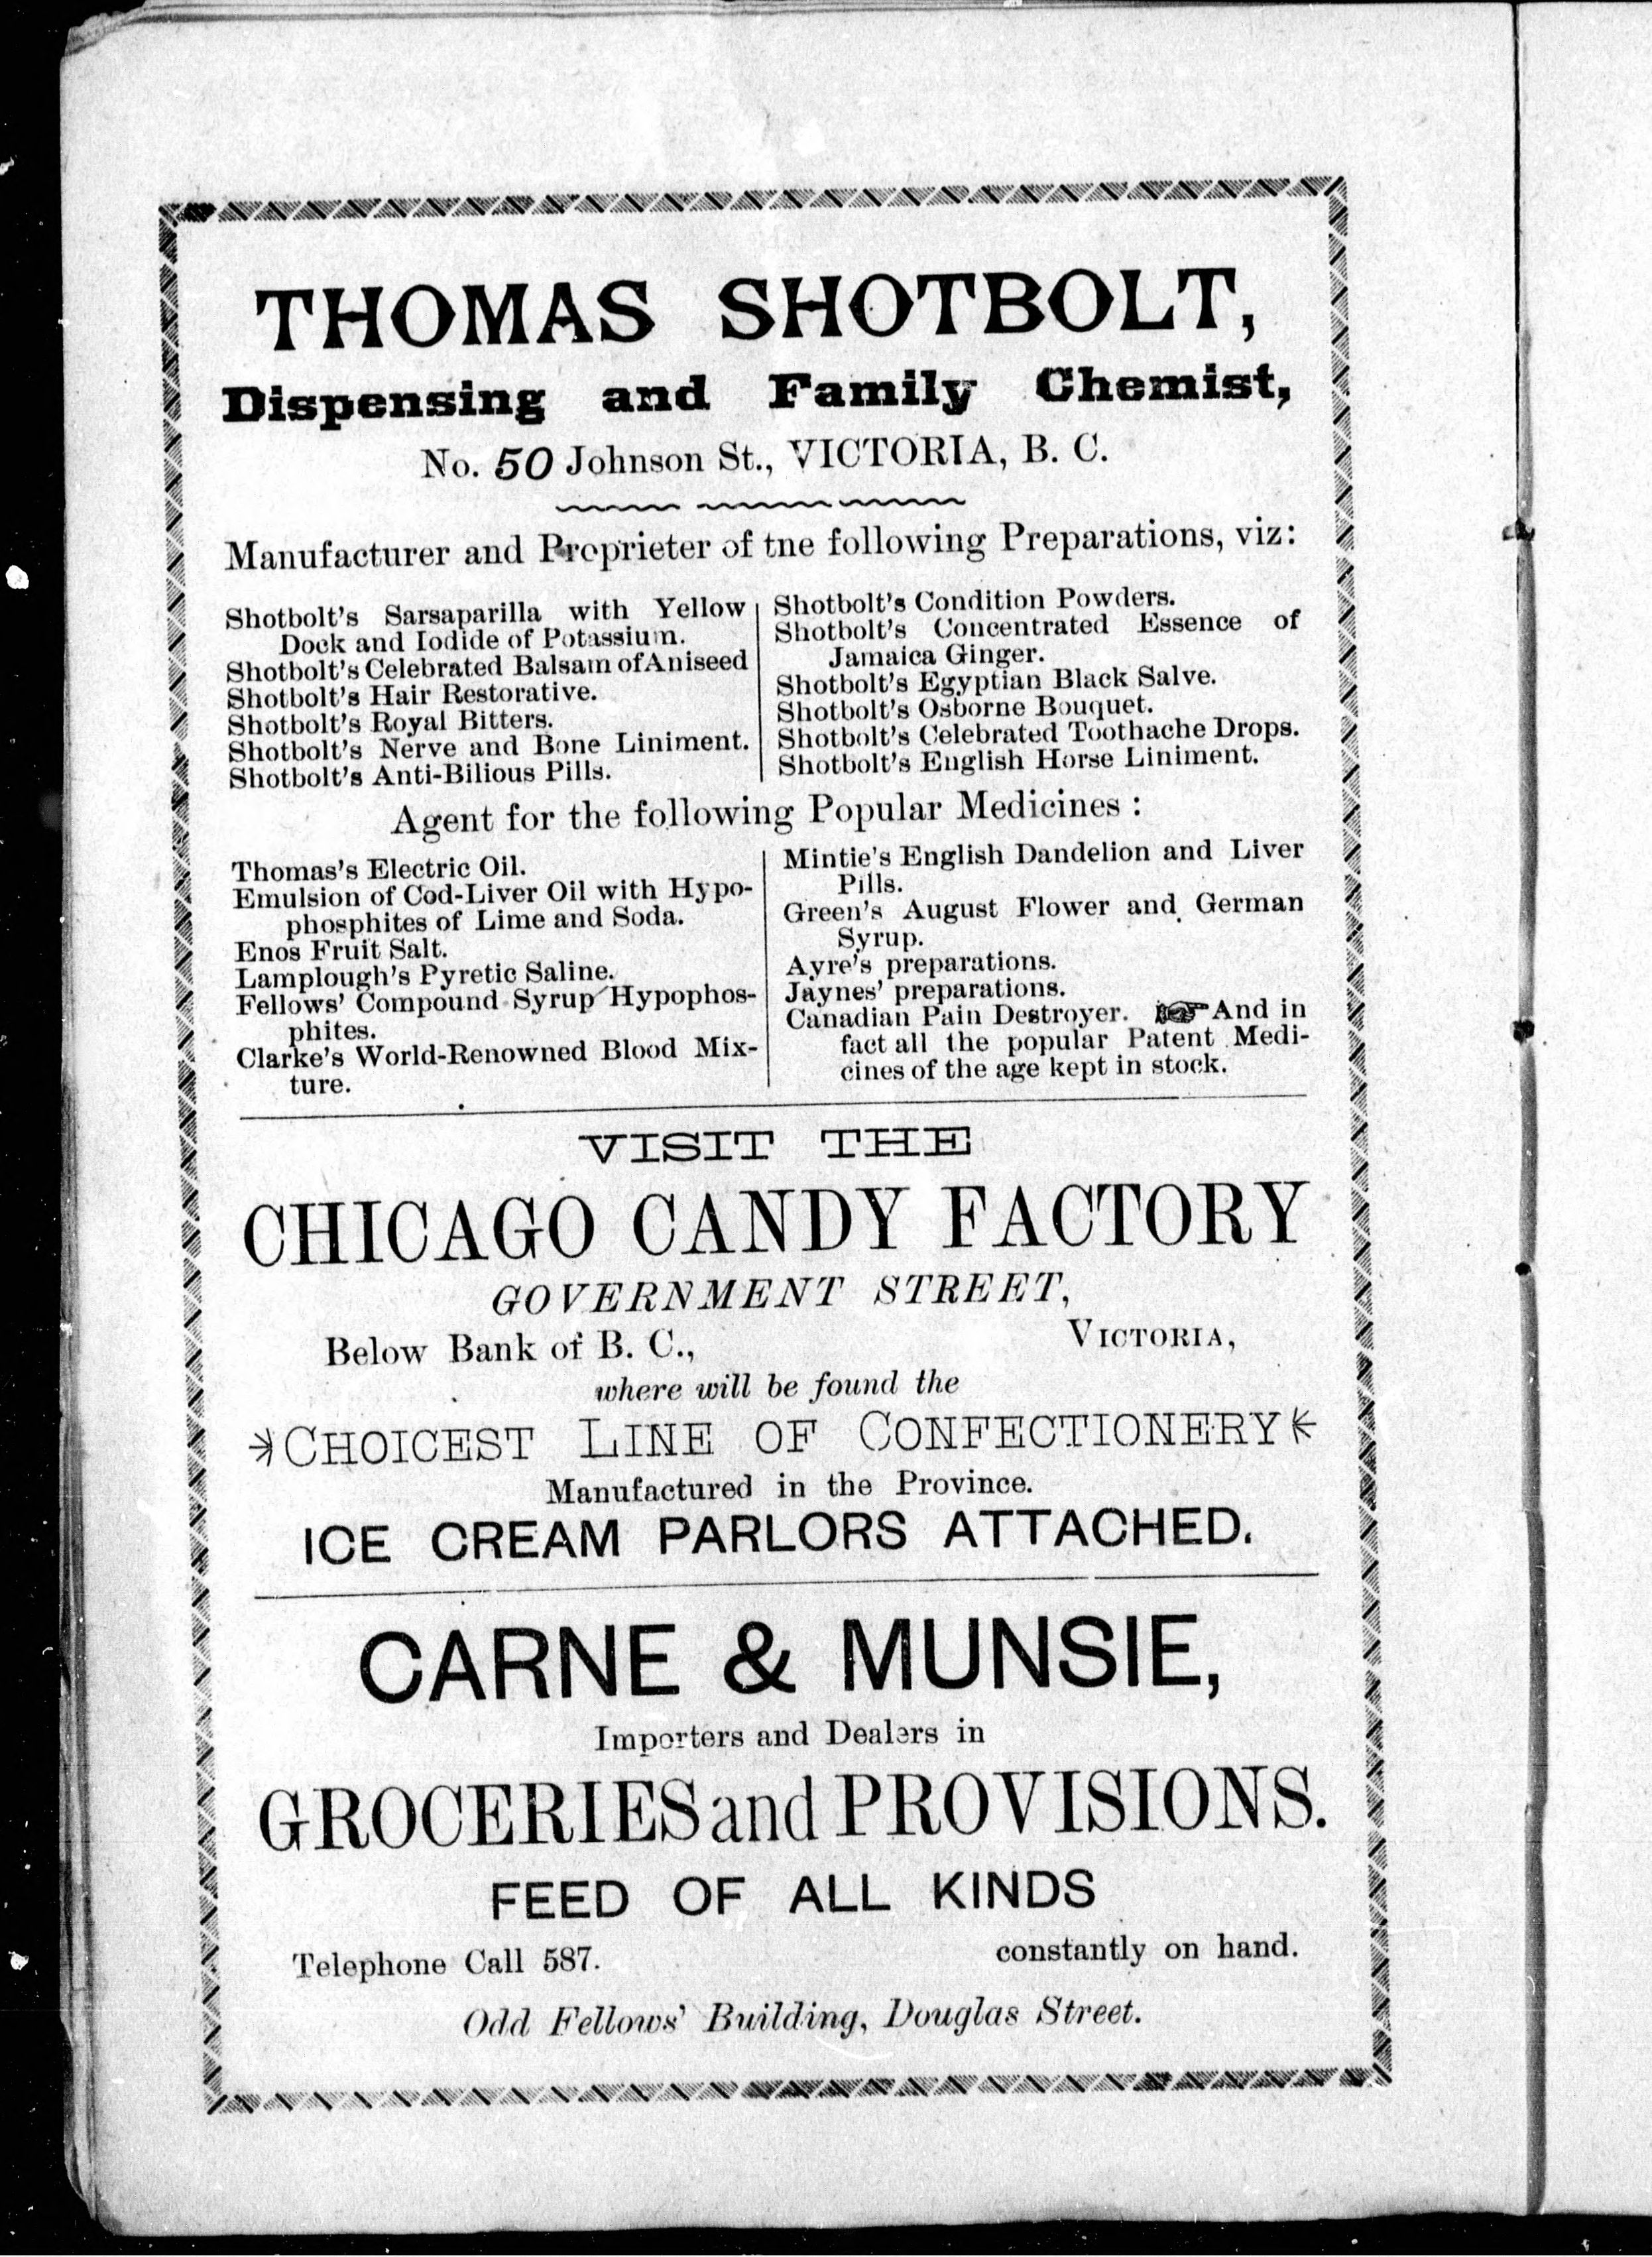 THOMAS SHOTBOLT,
Dispensing and Family Chemist,
No. 50 Johnson St., VICTORIA, B. C.
Manufacturer and Proprieter of tne following Preparations, viz:
Shotbolt's Sarsaparilla with Yellow
Dock and Iodide of Potassium.
Shotbolt's Celebrated Balsam of Aniseed
Shotbolt's Hair Restorative.
Shotbolt's Royal Bitters.
Shotbolt's Nerve and Bone Liniment.
Shotbolt's Anti-Bilious Pills.
Shotbolt's Condition Powders.
Shotbolt's Concentrated Essence of
Jamaica Ginger.
Shotbolt's Egyptian Black Salve.
Shotbolt's Osborne Bouquet.
Shotbolt's Celebrated Toothache Drops.
Shotbolt's English Horse Liniment.
Agent for the following Popular Medicines :
Thomas's Electric Oil.
Emulsion of Cod-Liver Oil with Hypo-
phosphites of Lime and Soda.
Enos Fruit Salt.
Lamplough's Pyretic Saline.
Fellows' Compound Syrup Hypophos-
phites.
Clarke's World-Renowned Blood Mix-
ture.
Mintie's English Dandelion and Liver
Pills.
Green's August Flower and German
Syrup.
Ayre's preparations.
Jaynes' preparations.
Canadian Pain Destroyer. ☞ And in
fact all the popular Patent Medi-
cines of the age kept in stock.
VISIT THE
CHICAGO CANDY FACTORY
GOVERNMENT STREET,
Below Bank of B. C., VICTORIA,
where will be found the
CHOICEST LINE OF CONFECTIONERY
Manufactured in the Province.
ICE CREAM PARLORS ATTACHED.
CARNE & MUNSIE,
Importers and Dealers in
GROCERIES and PROVISIONS.
FEED OF ALL KINDS
Telephone Call 587. constantly on hand.
Odd Fellows' Building, Douglas Street.